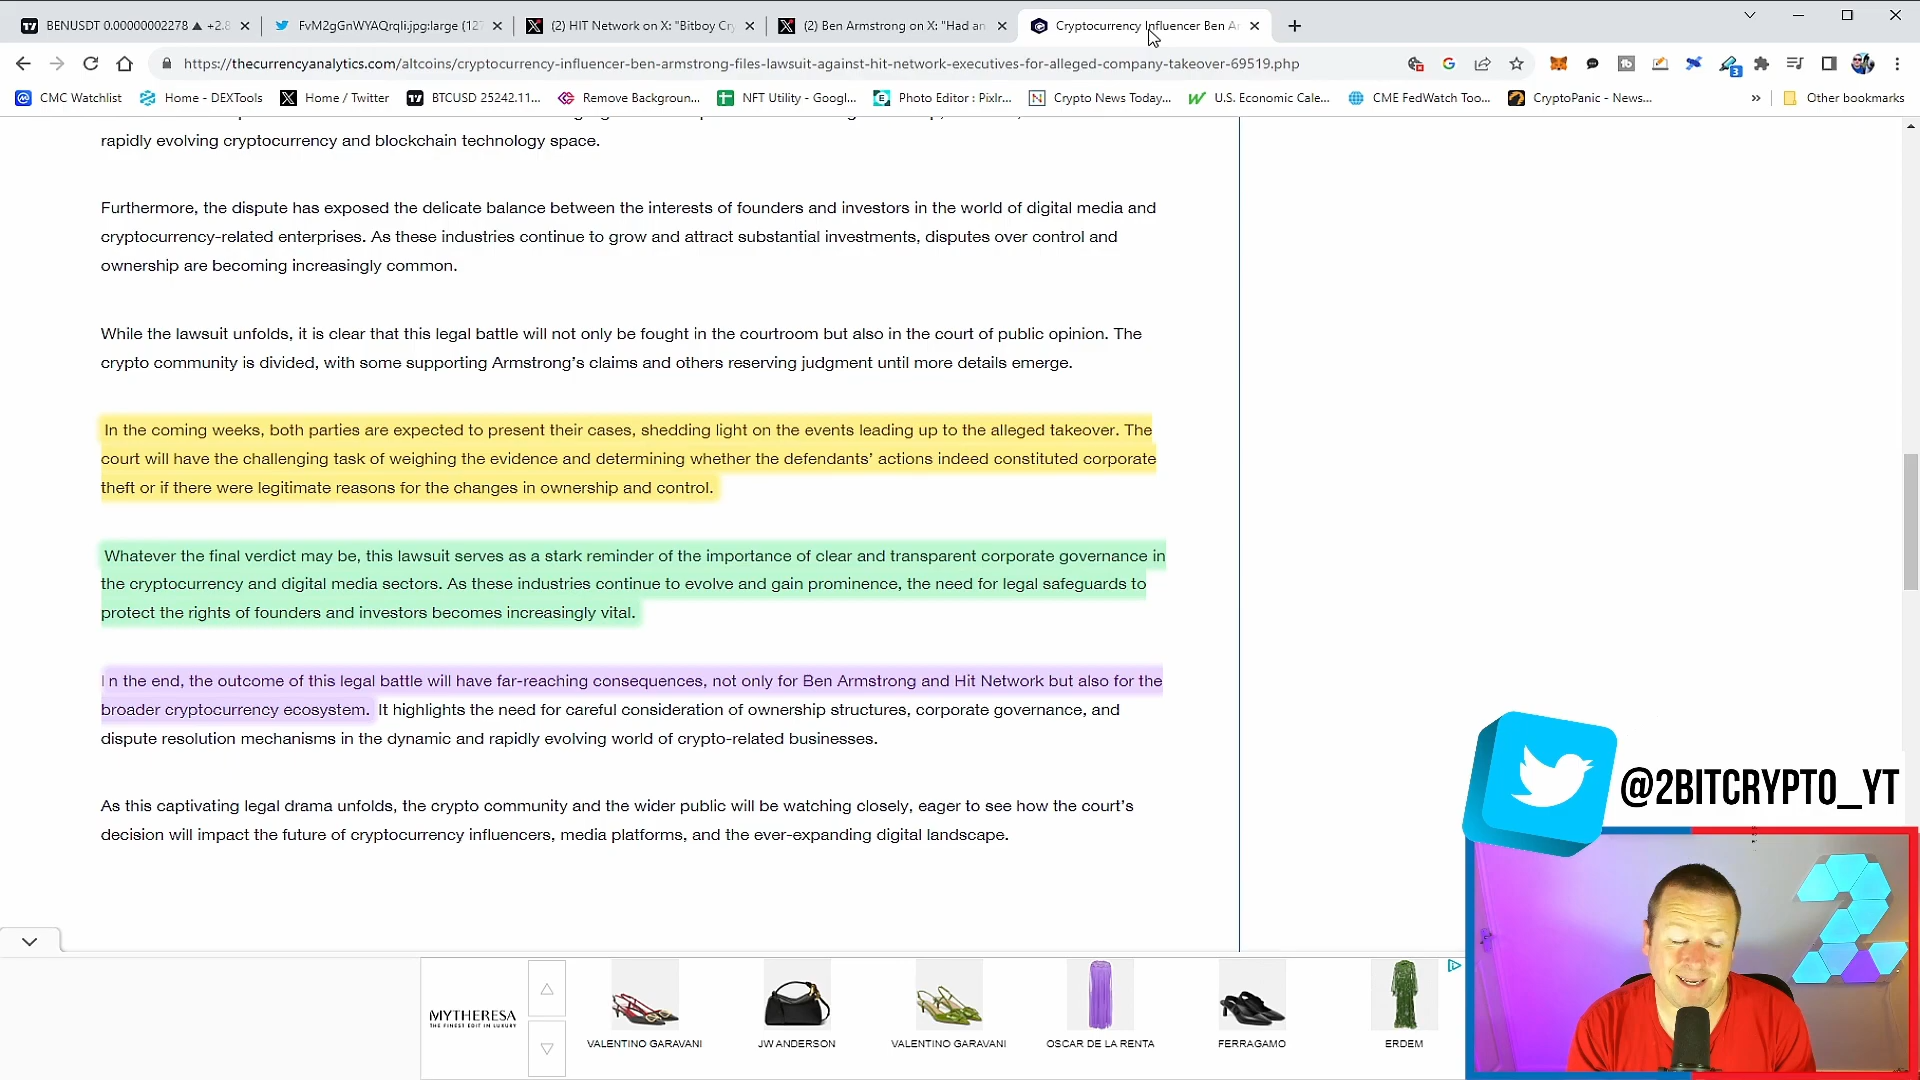 BENUSDT 0.00000002278 ▲ +2.8
FvM2gGnWYAQrqli.jpg:large (127
(2) HIT Network on X: "Bitboy Cry
(2) Ben Armstrong on X: "Had an
Cryptocurrency Influencer Ben Ar
https://thecurrencyanalytics.com/altcoins/cryptocurrency-influencer-ben-armstrong-files-lawsuit-against-hit-network-executives-for-alleged-company-takeover-69519.php
3
CMC Watchlist
Home - DEXTools
Home / Twitter
BTCUSD 25242.11...
Remove Backgroun...
NFT Utility - Googl...
Photo Editor : Pixlr...
Crypto News Today...
U.S. Economic Cale...
CME FedWatch Too...
CryptoPanic - News...
»
Other bookmarks
rapidly evolving cryptocurrency and blockchain technology space.
Furthermore, the dispute has exposed the delicate balance between the interests of founders and investors in the world of digital media and
cryptocurrency-related enterprises. As these industries continue to grow and attract substantial investments, disputes over control and
ownership are becoming increasingly common.
While the lawsuit unfolds, it is clear that this legal battle will not only be fought in the courtroom but also in the court of public opinion. The
crypto community is divided, with some supporting Armstrong's claims and others reserving judgment until more details emerge.
In the coming weeks, both parties are expected to present their cases, shedding light on the events leading up to the alleged takeover. The
court will have the challenging task of weighing the evidence and determining whether the defendants' actions indeed constituted corporate
theft or if there were legitimate reasons for the changes in ownership and control.
Whatever the final verdict may be, this lawsuit serves as a stark reminder of the importance of clear and transparent corporate governance in
the cryptocurrency and digital media sectors. As these industries continue to evolve and gain prominence, the need for legal safeguards to
protect the rights of founders and investors becomes increasingly vital.
In the end, the outcome of this legal battle will have far-reaching consequences, not only for Ben Armstrong and Hit Network but also for the
broader cryptocurrency ecosystem. It highlights the need for careful consideration of ownership structures, corporate governance, and
dispute resolution mechanisms in the dynamic and rapidly evolving world of crypto-related businesses.
As this captivating legal drama unfolds, the crypto community and the wider public will be watching closely, eager to see how the court's
decision will impact the future of cryptocurrency influencers, media platforms, and the ever-expanding digital landscape.
@2BITCRYPTO_YT
MYTHERESA
THE FINEST EDIT IN LUXURY
VALENTINO GARAVANI
JW ANDERSON
VALENTINO GARAVANI
OSCAR DE LA RENTA
FERRAGAMO
ERDEM